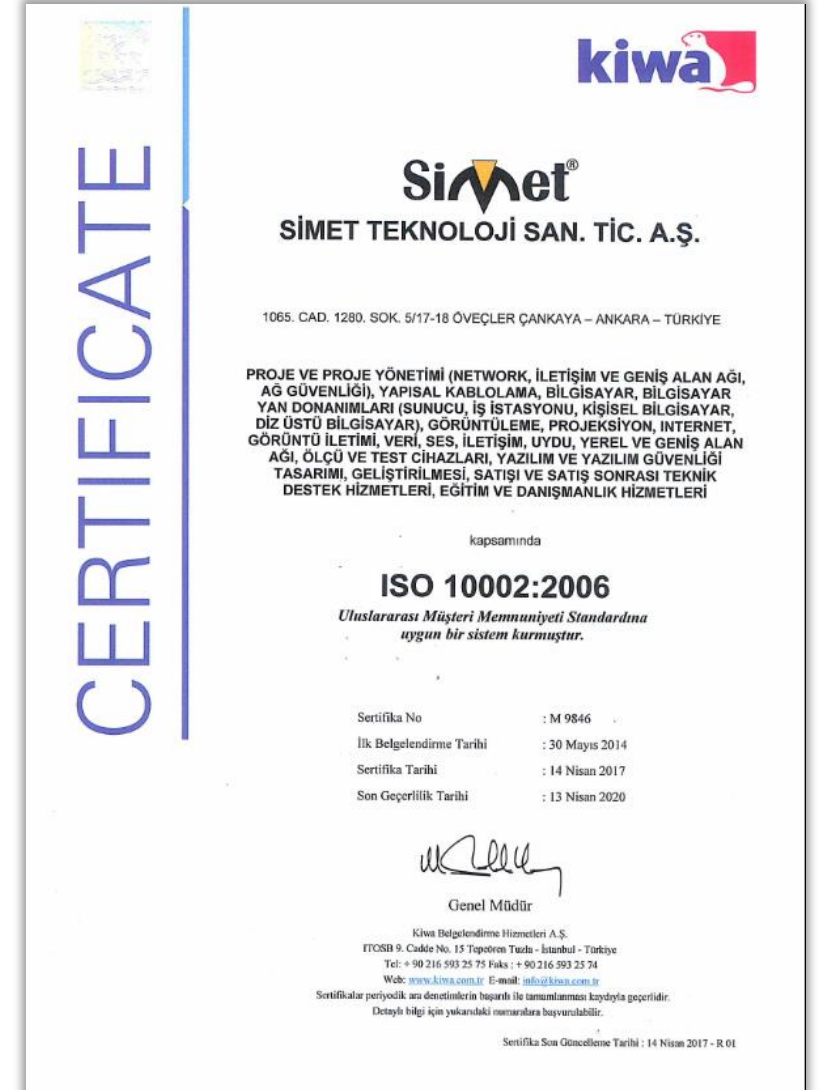 CERTIFICATE
kiwa
Simet®
SİMET TEKNOLOJİ SAN. TİC. A.Ş.
1065. CAD. 1280. SOK. 5/17-18 ÖVEÇLER ÇANKAYA – ANKARA – TÜRKİYE
PROJE VE PROJE YÖNETİMİ (NETWORK, İLETİŞİM VE GENİŞ ALAN AĞI,
AĞ GÜVENLİĞİ), YAPISAL KABLOLAMA, BİLGİSAYAR, BİLGİSAYAR
YAN DONANIMLARI (SUNUCU, İŞ İSTASYONU, KİŞİSEL BİLGİSAYAR,
DİZ ÜSTÜ BİLGİSAYAR), GÖRÜNTÜLEME, PROJEKSİYON, INTERNET,
GÖRÜNTÜ İLETİMİ, VERİ, SES, İLETİŞİM, UYDU, YEREL VE GENİŞ ALAN
AĞI, ÖLÇÜ VE TEST CİHAZLARI, YAZILIM VE YAZILIM GÜVENLİĞİ
TASARIMI, GELİŞTİRİLMESİ, SATIŞI VE SATIŞ SONRASI TEKNİK
DESTEK HİZMETLERİ, EĞİTİM VE DANIŞMANLIK HİZMETLERİ
kapsamında
ISO 10002:2006
Uluslararası Müşteri Memnuniyeti Standardına
uygun bir sistem kurmuştur.
Sertifika No : M 9846
İlk Belgelendirme Tarihi : 30 Mayıs 2014
Sertifika Tarihi : 14 Nisan 2017
Son Geçerlilik Tarihi : 13 Nisan 2020
Genel Müdür
Kiwa Belgelendirme Hizmetleri A.Ş.
ITOSB 9. Cadde No. 15 Tepeören Tuzla - İstanbul - Türkiye
Tel: + 90 216 593 25 75 Faks : + 90 216 593 25 74
Web: www.kiwa.com.tr E-mail: info@kiwa.com.tr
Sertifikalar periyodik ara denetimlerin başarılı ile tamamlanması kaydıyla geçerlidir.
Detaylı bilgi için yukarıdaki numaralara başvurulabilir.
Sertifika Son Güncelleme Tarihi : 14 Nisan 2017 - R 01